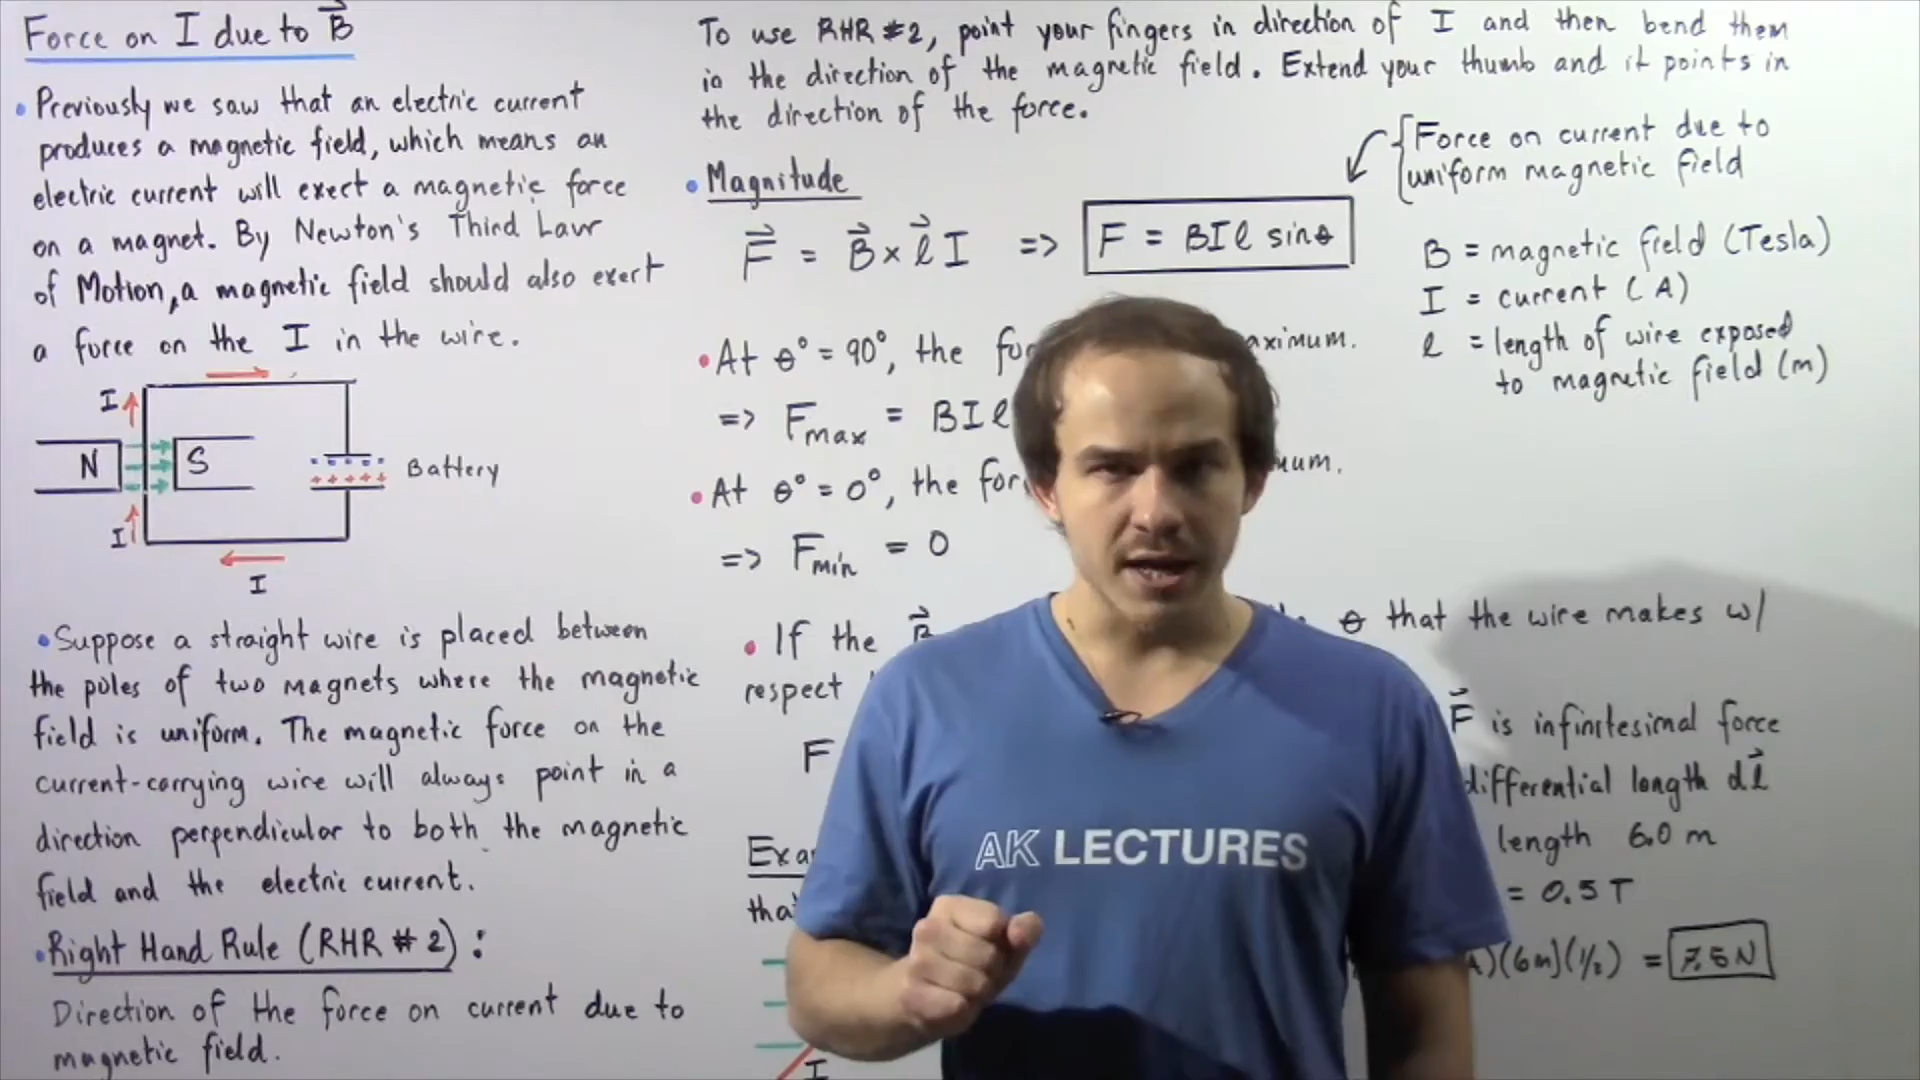 Force on I due to B⃗
• Previously we saw that an electric current
produces a magnetic field, which means an
electric current will exert a magnetic force
on a magnet. By Newton's Third Law
of Motion, a magnetic field should also exert
a force on the I in the wire.
I
N
S
Battery
I
I
• Suppose a straight wire is placed between
the poles of two magnets where the magnetic
field is uniform. The magnetic force on the
current-carrying wire will always point in a
direction perpendicular to both the magnetic
field and the electric current.
• Right Hand Rule (RHR #2):
Direction of the force on current due to
magnetic field.
To use RHR #2, point your fingers in direction of I and then bend them
in the direction of the magnetic field. Extend your thumb and it points in
the direction of the force.
• Magnitude
F⃗ = B⃗ × ℓ⃗ I => F = BIℓ sinθ
Force on current due to
uniform magnetic field
B = magnetic field (Tesla)
I = current (A)
ℓ = length of wire exposed
to magnetic field (m)
• At θ° = 90°, the
=> Fmax = BIℓ
• At θ° = 0°, the
=> Fmin = 0
• If the B⃗ θ that the wire makes w/
respect
F
F⃗ is infinitesimal force
differential length dℓ⃗
length 6.0 m
= 0.5 T
)(6m)(1/2) = 7.5 N
I
AK LECTURES